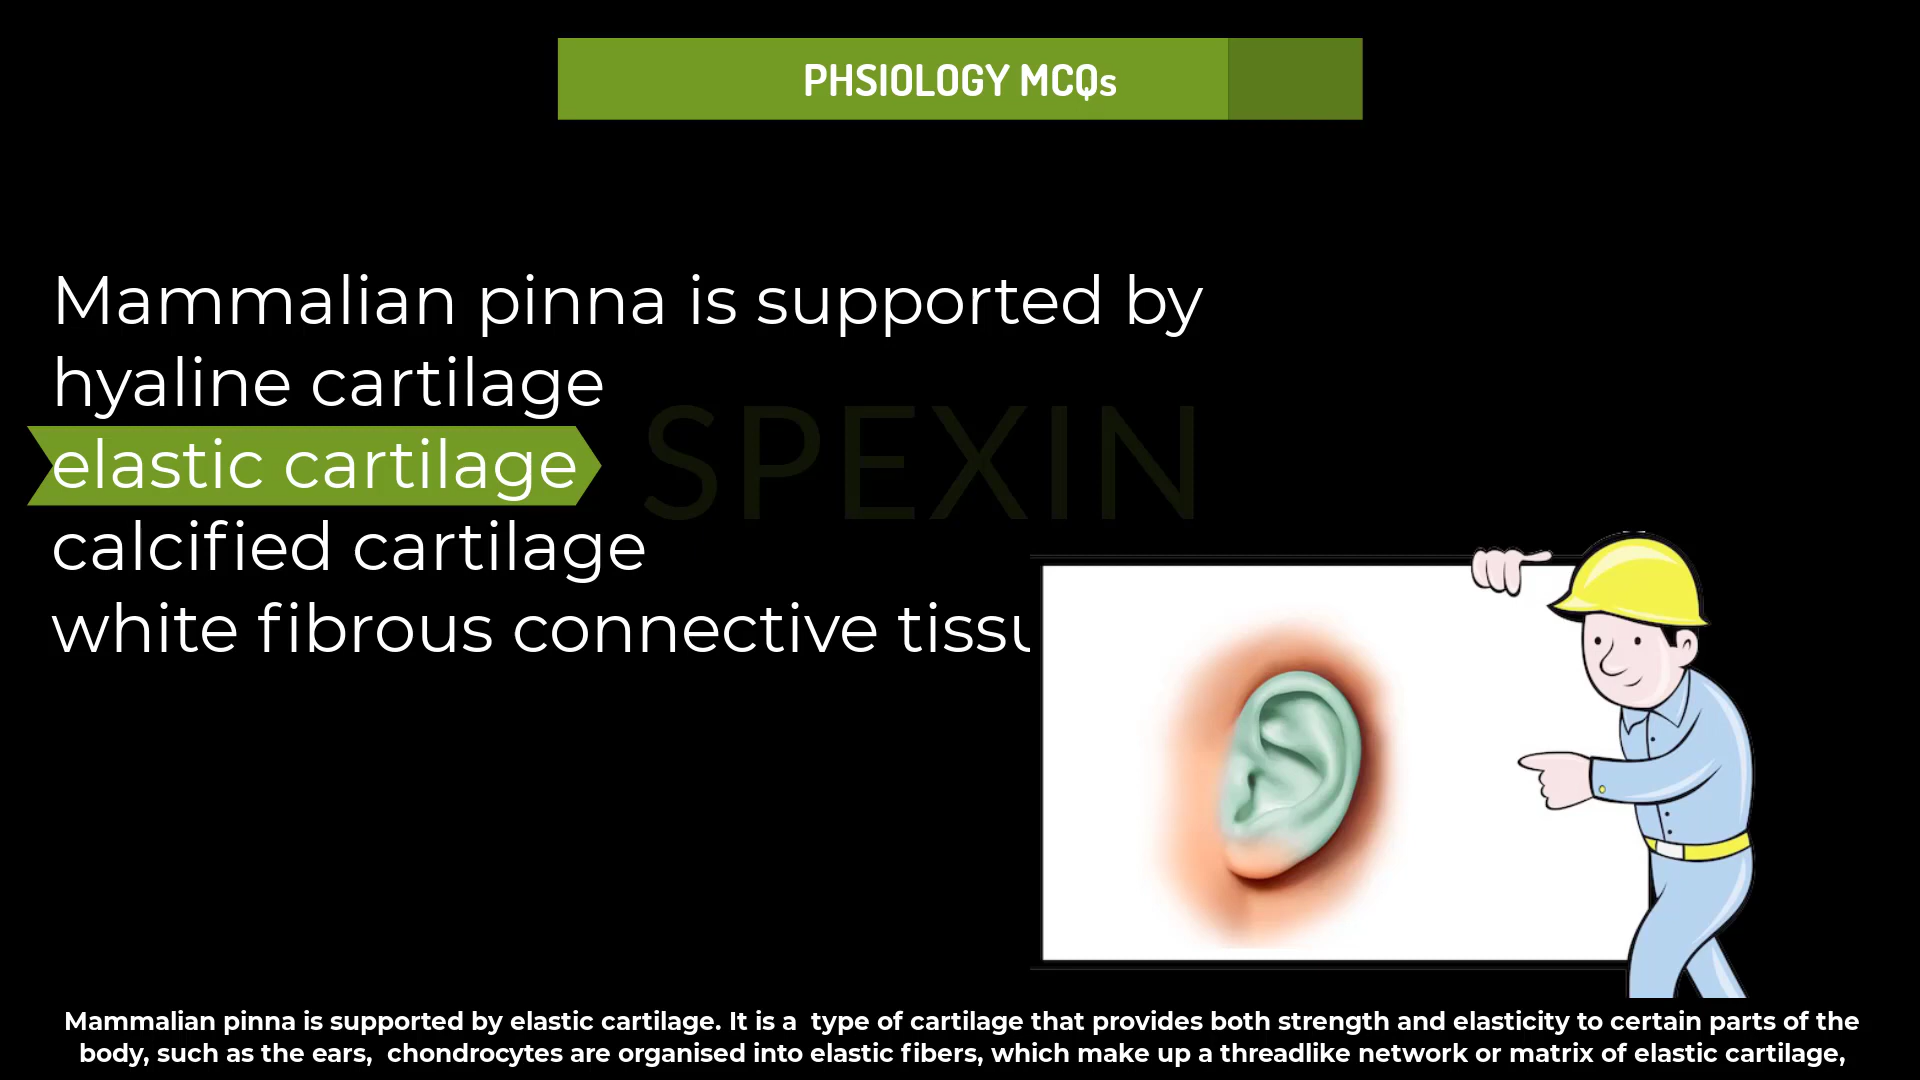 PHSIOLOGY MCQs
Mammalian pinna is supported by
hyaline cartilage
elastic cartilage
SPEXIN
calcified cartilage
white fibrous connective
Mammalian pinna is supported by elastic cartilage. It is a  type of cartilage that provides both strength and elasticity to certain parts of the
body, such as the ears,  chondrocytes are organised into elastic fibers, which make up a threadlike network or matrix of elastic cartilage,